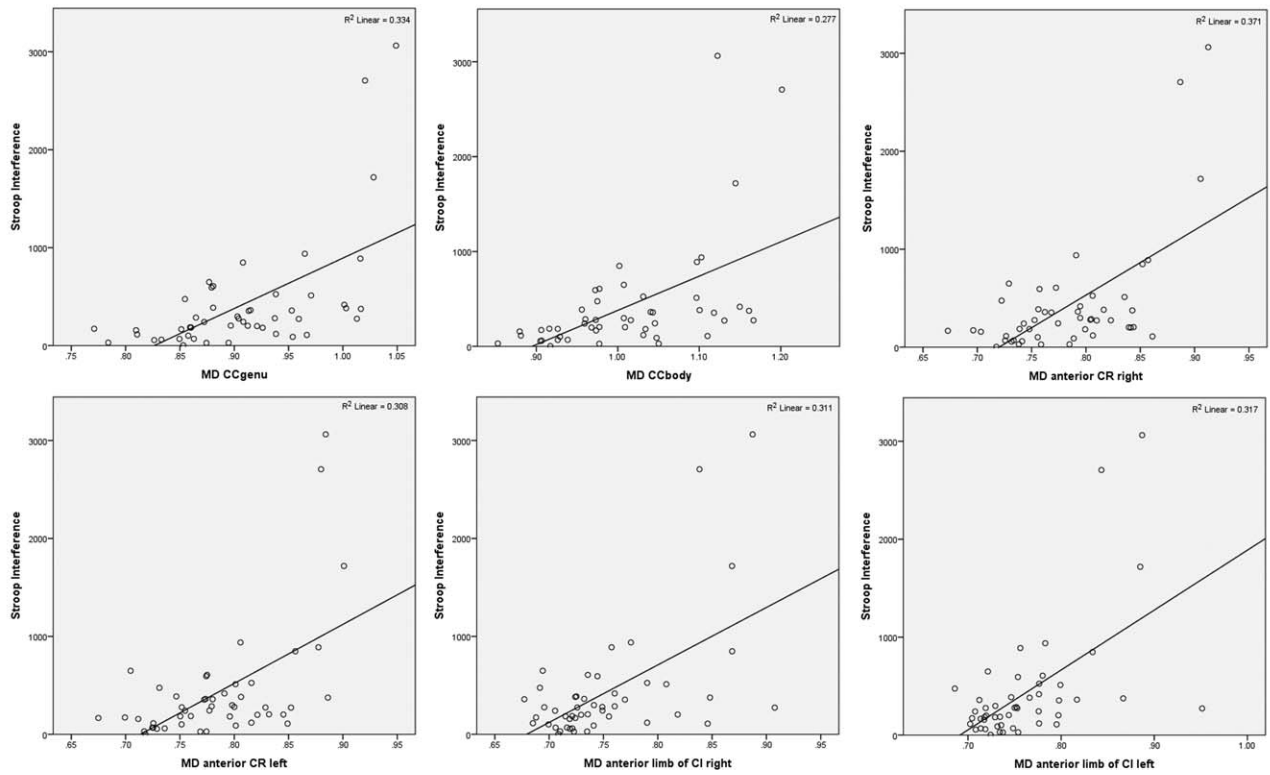 R² Linear = 0.334
Stroop Interference
3000
2000
1000
0
.75 .80 .85 .90 .95 1.00 1.05
MD CCgenu
R² Linear = 0.277
Stroop Interference
3000
2000
1000
0
.90 1.00 1.10 1.20
MD CCbody
R² Linear = 0.371
Stroop Interference
3000
2000
1000
0
.65 .70 .75 .80 .85 .90 .95
MD anterior CR right
R² Linear = 0.308
Stroop Interference
3000
2000
1000
0
.65 .70 .75 .80 .85 .90 .95
MD anterior CR left
R² Linear = 0.311
Stroop Interference
3000
2000
1000
0
.65 .70 .75 .80 .85 .90 .95
MD anterior limb of CI right
R² Linear = 0.317
Stroop Interference
3000
2000
1000
0
.70 .80 .90 1.00
MD anterior limb of CI left